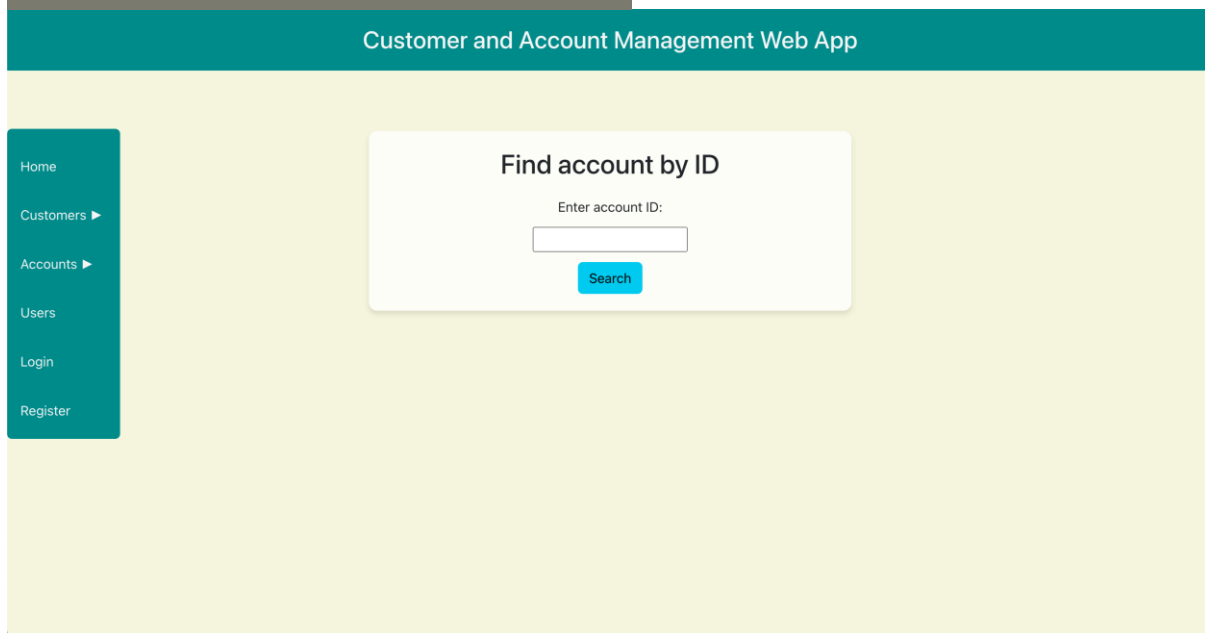 Customer and Account Management Web App
Home
Customers ▶
Accounts ▶
Users
Login
Register
Find account by ID
Enter account ID:
Search